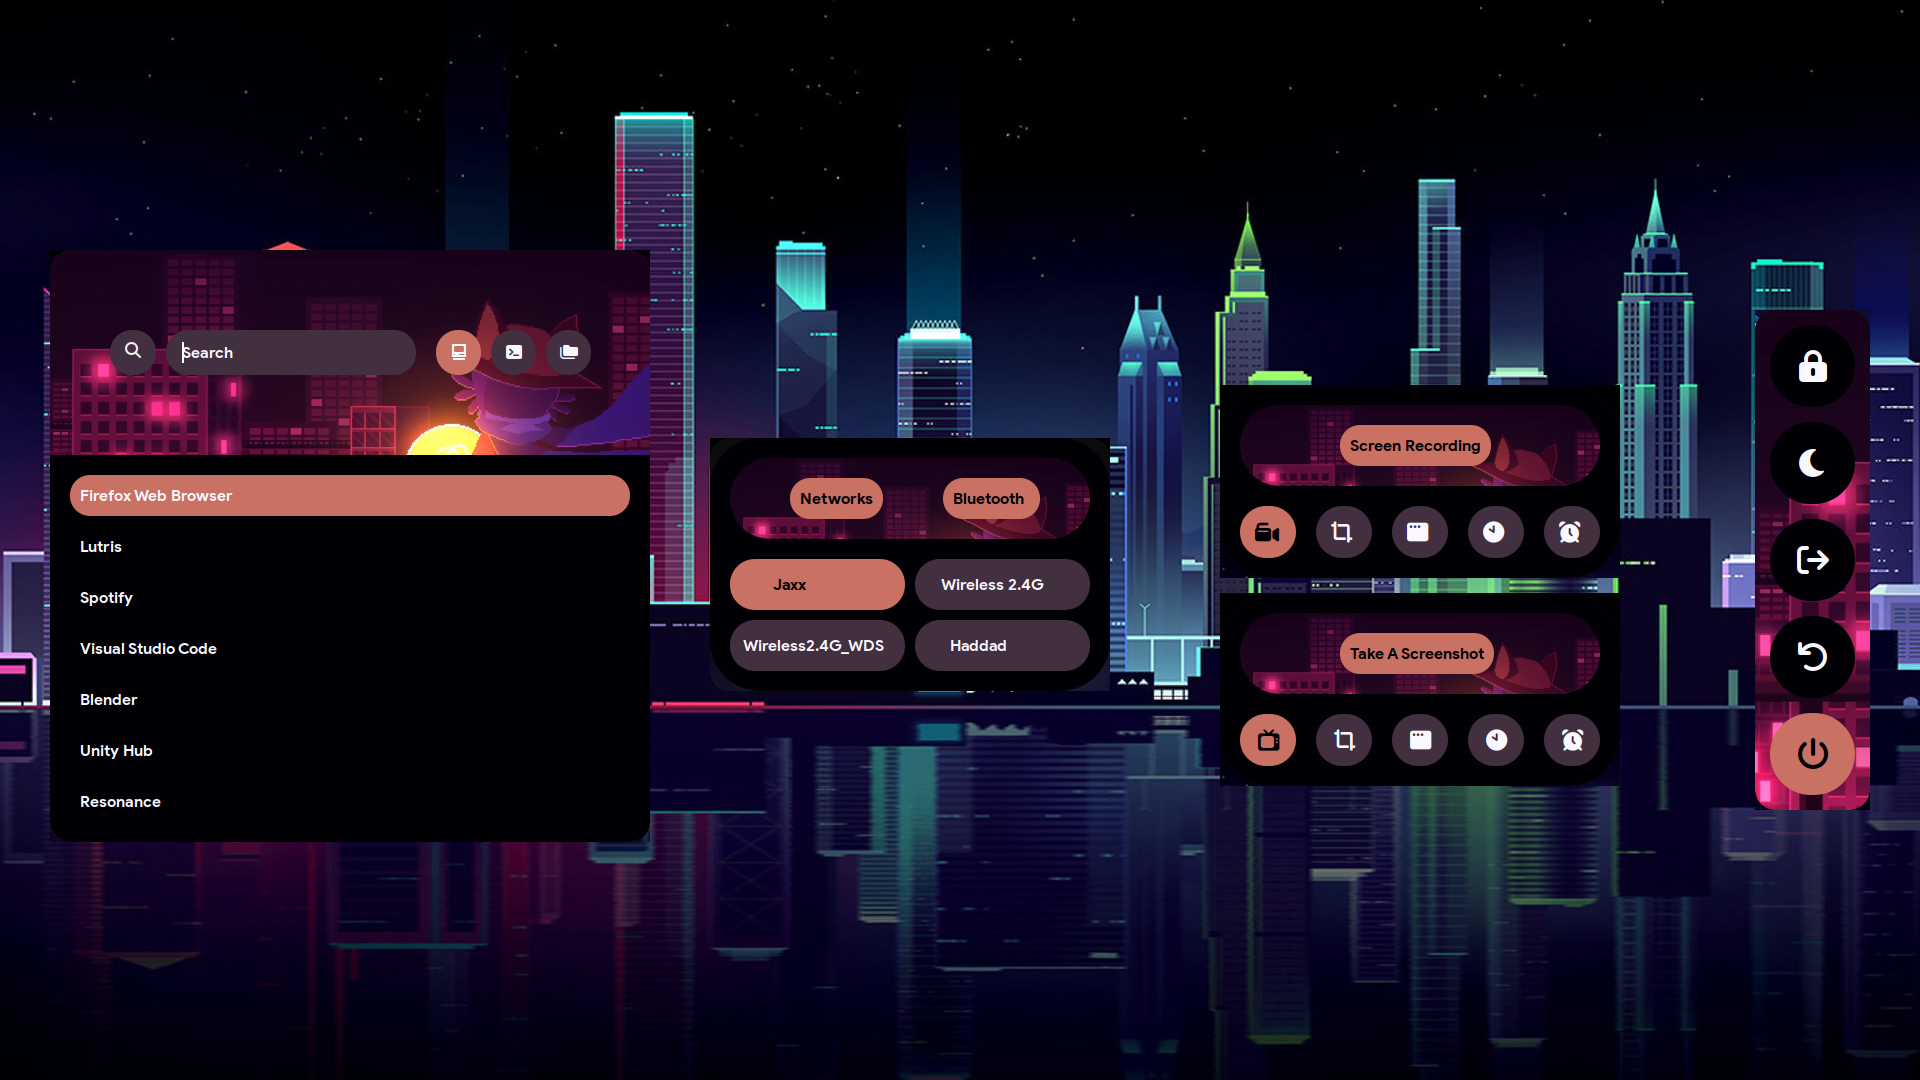 Search
Firefox Web Browser
Lutris
Spotify
Visual Studio Code
Blender
Unity Hub
Resonance
Networks
Bluetooth
Jaxx
Wireless 2.4G
Wireless2.4G_WDS
Haddad
Screen Recording
Take A Screenshot